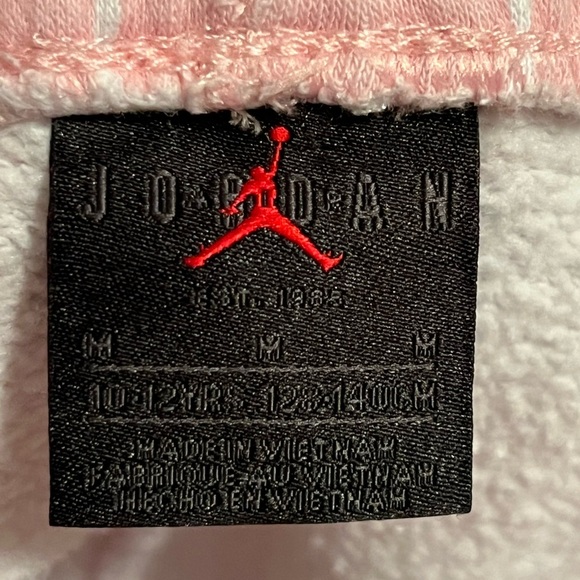 JORDAN
EST. 1985
M M M
10-12YRS 128-140CM
MADE IN VIETNAM
FABRIQUE AU VIETNAM
HECHO EN VIETNAM